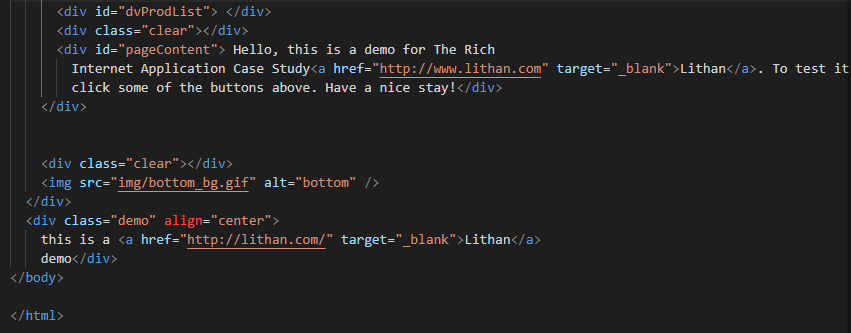 <div id="dvProdList"> </div>
<div class="clear"></div>
<div id="pageContent"> Hello, this is a demo for The Rich
Internet Application Case Study<a href="http://www.lithan.com" target="_blank">Lithan</a>. To test it
click some of the buttons above. Have a nice stay!</div>
</div>
<div class="clear"></div>
<img src="img/bottom_bg.gif" alt="bottom" />
</div>
<div class="demo" align="center">
this is a <a href="http://lithan.com/" target="_blank">Lithan</a>
demo</div>
</body>
</html>